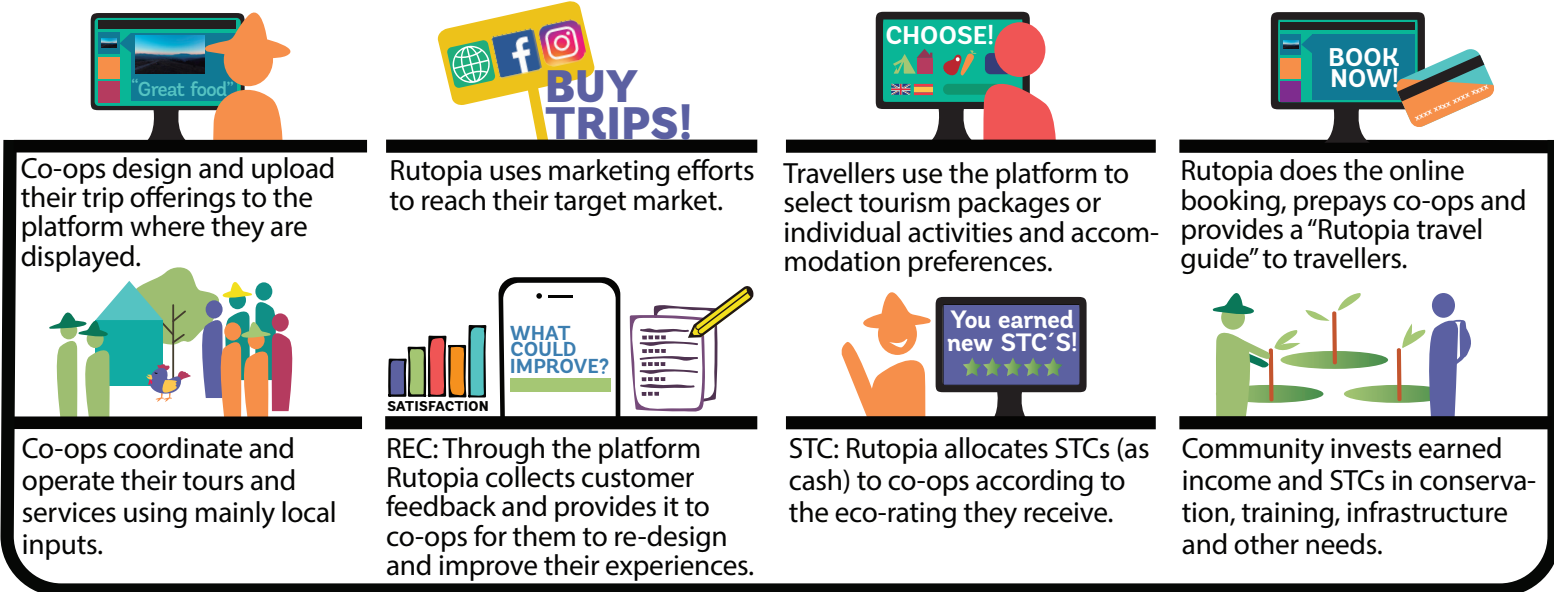 "Great food"
Co-ops design and upload
their trip offerings to the
platform where they are
displayed.
f
BUY
TRIPS!
Rutopia uses marketing efforts
to reach their target market.
CHOOSE!
Travellers use the platform to
select tourism packages or
individual activities and accom-
modation preferences.
BOOK
NOW!
xxxx xxxx xxxx xxxx
Rutopia does the online
booking, prepays co-ops and
provides a “Rutopia travel
guide” to travellers.
Co-ops coordinate and
operate their tours and
services using mainly local
inputs.
SATISFACTION
WHAT
COULD
IMPROVE?
REC: Through the platform
Rutopia collects customer
feedback and provides it to
co-ops for them to re-design
and improve their experiences.
You earned
new STC´S!
STC: Rutopia allocates STCs (as
cash) to co-ops according to
the eco-rating they receive.
Community invests earned
income and STCs in conserva-
tion, training, infrastructure
and other needs.